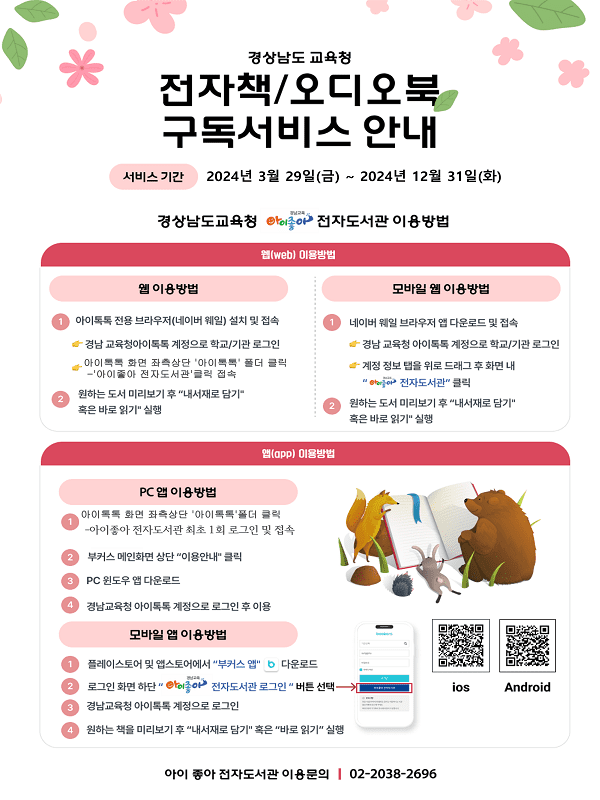 경상남도 교육청
전자책/오디오북
구독서비스 안내
서비스 기간 2024년 3월 29일(금) ~ 2024년 12월 31일(화)
경상남도교육청 경남교육 아이좋아 전자도서관 이용방법
웹(web) 이용방법
웹 이용방법
1 아이톡톡 전용 브라우저(네이버 웨일) 설치 및 접속
👉 경남 교육청아이톡톡 계정으로 학교/기관 로그인
👉 아이톡톡 화면 좌측상단 '아이톡톡' 폴더 클릭
–'아이좋아 전자도서관'클릭 접속
2 원하는 도서 미리보기 후 “내서재로 담기"
혹은 바로 읽기" 실행
모바일 웹 이용방법
1 네이버 웨일 브라우저 앱 다운로드 및 접속
👉 경남 교육청 아이톡톡 계정으로 학교/기관 로그인
👉 계정 정보 탭을 위로 드래그 후 화면 내
“ 아이좋아 전자도서관” 클릭
2 원하는 도서 미리보기 후 “내서재로 담기"
혹은 바로 읽기" 실행
앱(app) 이용방법
PC 앱 이용방법
1 아이톡톡 화면 좌측상단 '아이톡톡'폴더 클릭
-아이좋아 전자도서관 최초 1회 로그인 및 접속
2 부커스 메인화면 상단 “이용안내" 클릭
3 PC 윈도우 앱 다운로드
4 경남교육청 아이톡톡 계정으로 로그인 후 이용
모바일 앱 이용방법
1 플레이스토어 및 앱스토어에서 “부커스 앱" b 다운로드
2 로그인 화면 하단 “ 경남교육 아이좋아 전자도서관 로그인 “ 버튼 선택
3 경남교육청 아이톡톡 계정으로 로그인
4 원하는 책을 미리보기 후 “내서재로 담기" 혹은 “바로 읽기” 실행
ios
Android
아이 좋아 전자도서관 이용문의 | 02-2038-2696